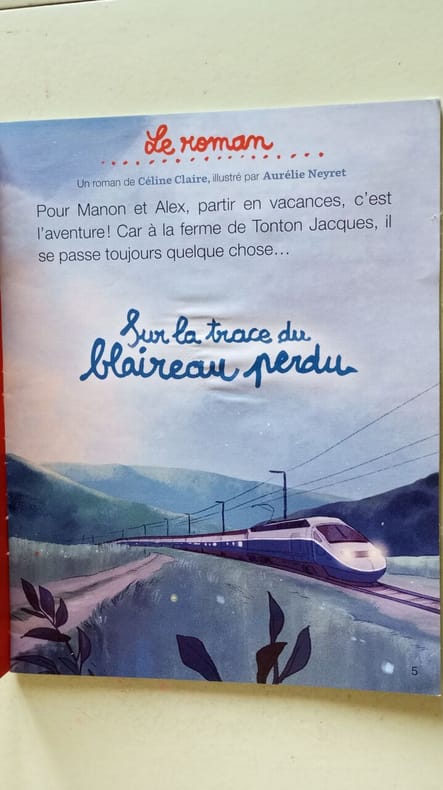 Le roman
Un roman de Céline Claire, illustré par Aurélie Neyret
Pour Manon et Alex, partir en vacances, c'est
l'aventure! Car à la ferme de Tonton Jacques, il
se passe toujours quelque chose...
Sur la trace du
blaireau perdu
5